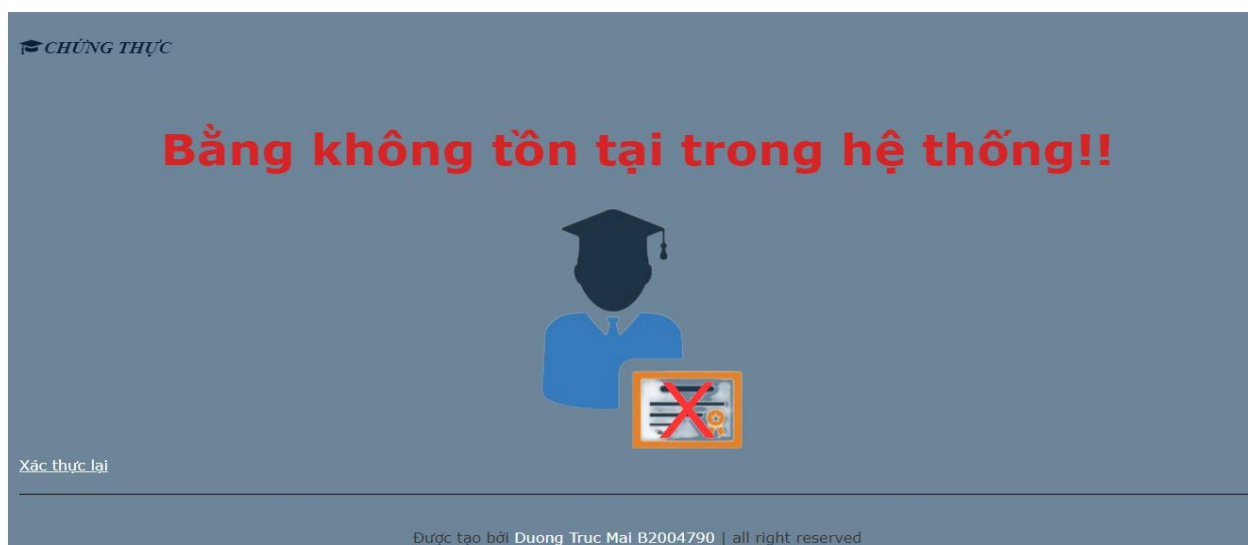 CHỨNG THỰC
Bằng không tồn tại trong hệ thống!!
Xác thực lại
Được tạo bởi Duong Truc Mai B2004790 | all right reserved